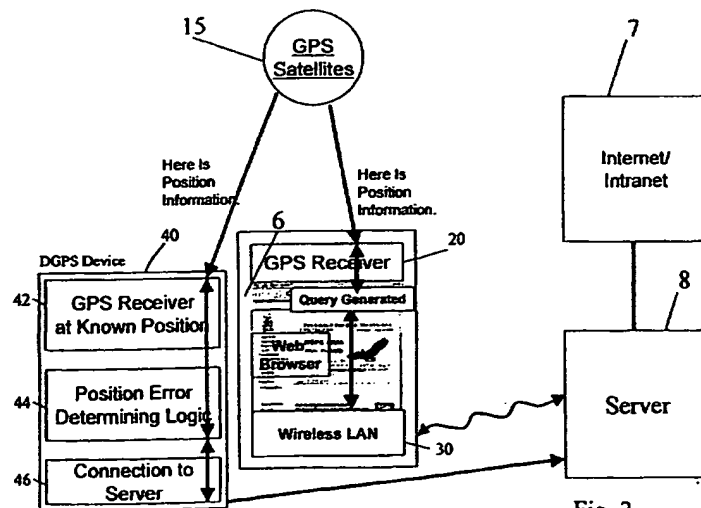 15
GPS
Satellites
7
Internet/
Intranet
Here Is
Position
Information.
Here Is
Position
Information.
6
20
40
DGPS Device
42
GPS Receiver
at Known Position
GPS Receiver
Query Generated
Web
Browser
8
Server
44
Position Error
Determining Logic
Wireless LAN
30
46
Connection to
Server